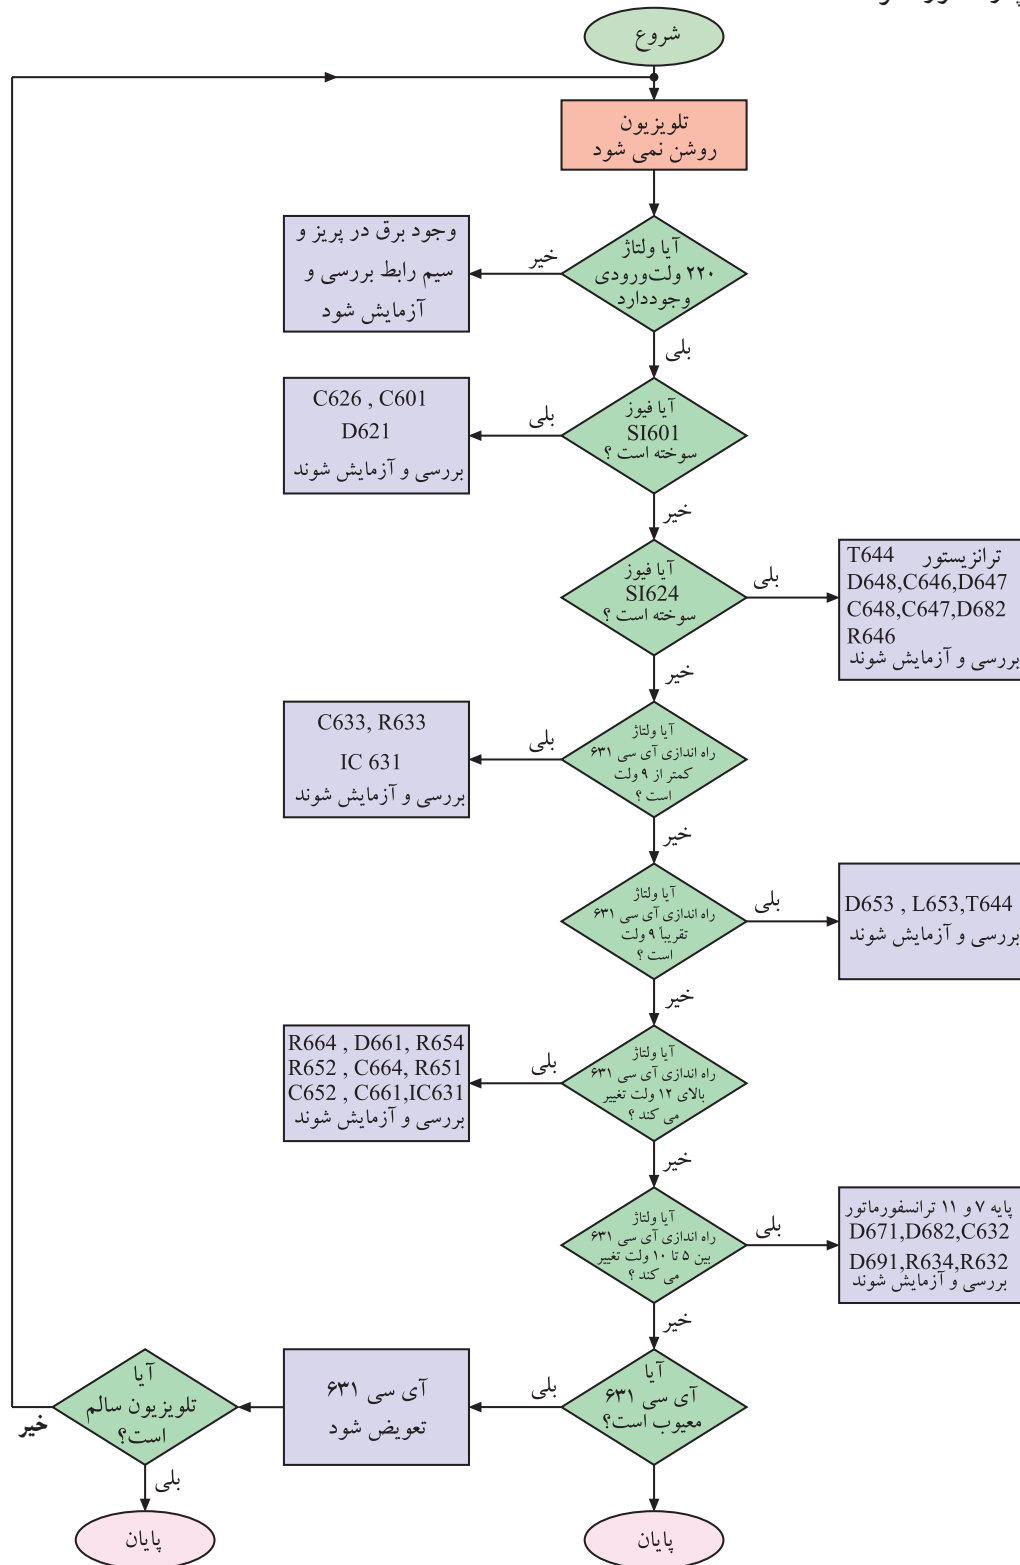 شروع
تلویزیون
روشن نمی شود
آیا ولتاژ
۲۲۰ ولت‌ورودی
وجوددارد
خیر
وجود برق در پریز و
سیم رابط بررسی و
آزمایش شود
بلی
آیا فیوز
SI601
سوخته است ؟
بلی
C626 , C601
D621
بررسی و آزمایش شوند
خیر
آیا فیوز
SI624
سوخته است ؟
بلی
ترانزیستور T644
D648,C646,D647
C648,C647,D682
R646
بررسی و آزمایش شوند
خیر
آیا ولتاژ
راه اندازی آی سی ۶۳۱
کمتر از ۹ ولت
است ؟
بلی
C633, R633
IC 631
بررسی و آزمایش شوند
خیر
آیا ولتاژ
راه اندازی آی سی ۶۳۱
تقریباً ۹ ولت
است ؟
بلی
D653 , L653,T644
بررسی و آزمایش شوند
خیر
آیا ولتاژ
راه اندازی آی سی ۶۳۱
بالای ۱۲ ولت تغییر
می کند ؟
بلی
R664 , D661, R654
R652 , C664, R651
C652 , C661,IC631
بررسی و آزمایش شوند
خیر
آیا ولتاژ
راه اندازی آی سی ۶۳۱
بین ۵ تا ۱۰ ولت تغییر
می کند ؟
بلی
پایه ۷ و ۱۱ ترانسفورماتور
D671,D682,C632
D691,R634,R632
بررسی و آزمایش شوند
خیر
آیا
آی سی ۶۳۱
معیوب است؟
بلی
آی سی ۶۳۱
تعویض شود
آیا
تلویزیون سالم
است؟
خیر
بلی
پایان
پایان